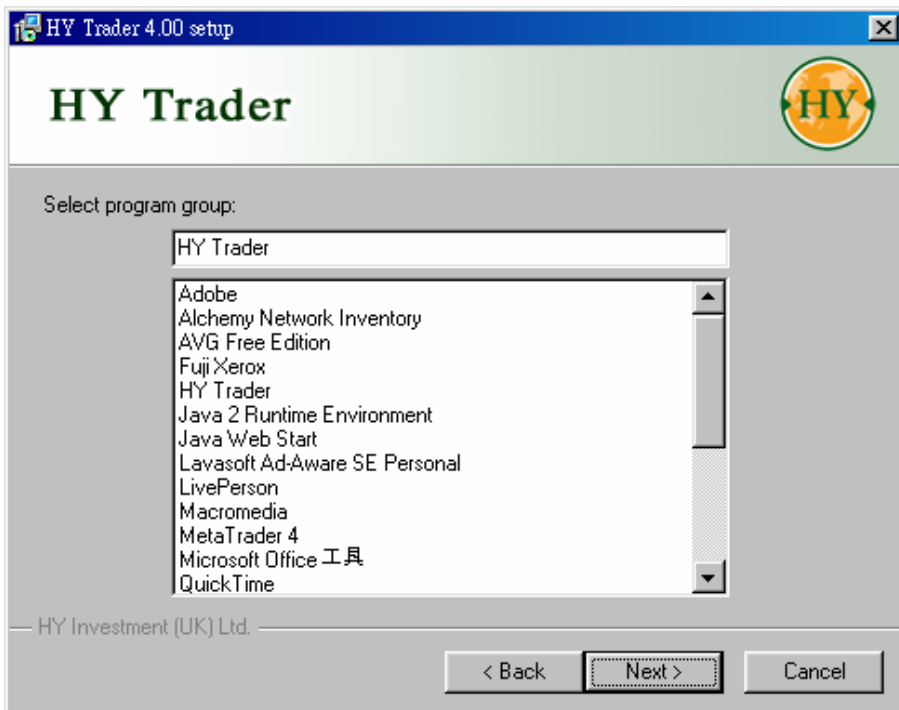 HY Trader 4.00 setup
HY Trader
HY
Select program group:
HY Trader
Adobe
Alchemy Network Inventory
AVG Free Edition
Fuji Xerox
HY Trader
Java 2 Runtime Environment
Java Web Start
Lavasoft Ad-Aware SE Personal
LivePerson
Macromedia
MetaTrader 4
Microsoft Office 工具
QuickTime
HY Investment (UK) Ltd.
< Back Next > Cancel